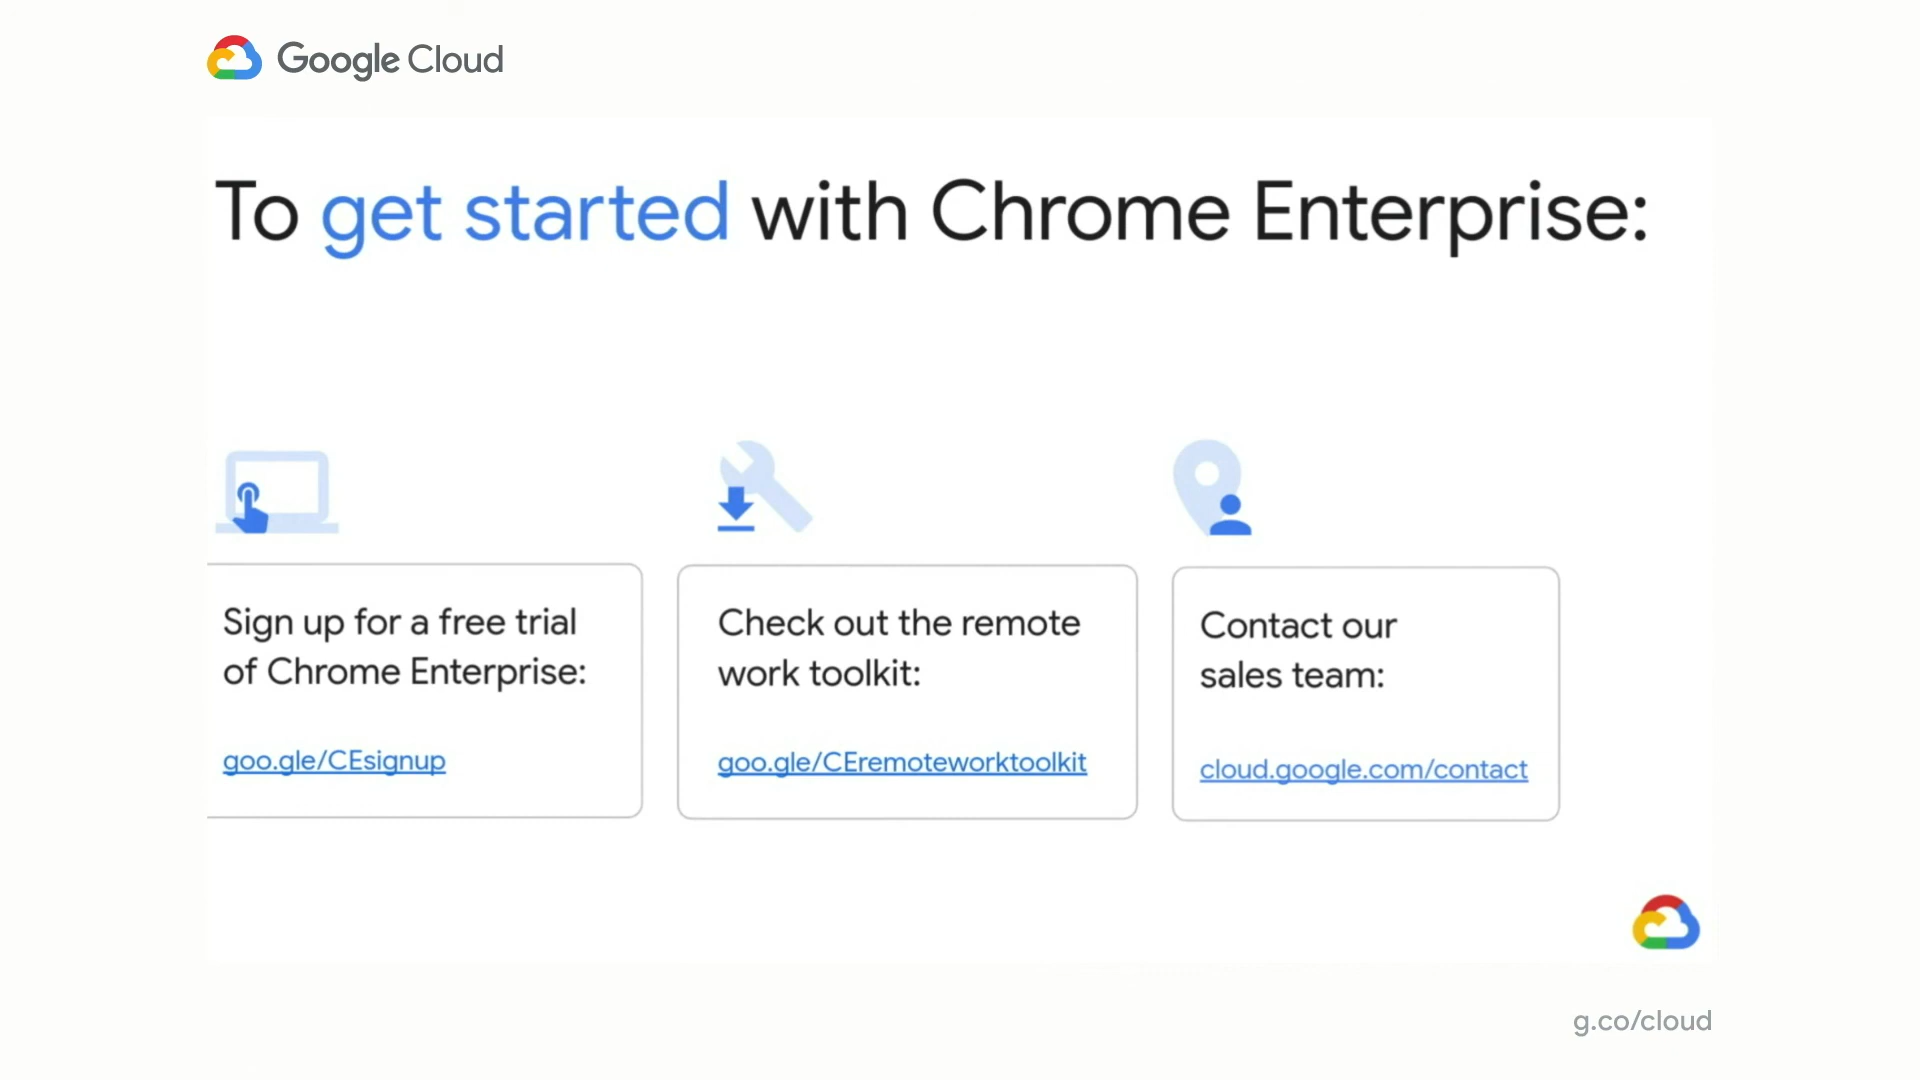 Google Cloud
To get started with Chrome Enterprise:
Sign up for a free trial
of Chrome Enterprise:
goo.gle/CEsignup
Check out the remote
work toolkit:
goo.gle/CEremoteworktoolkit
Contact our
sales team:
cloud.google.com/contact
g.co/cloud